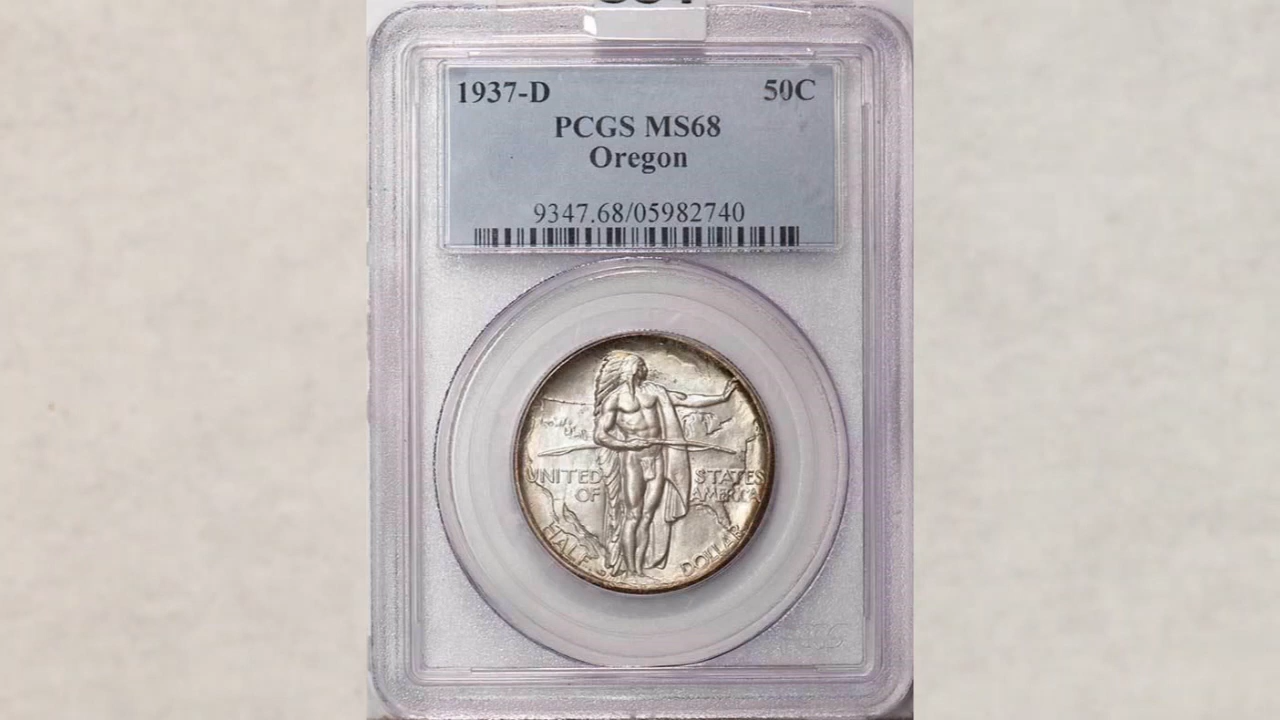 1937-D 50C
PCGS MS68
Oregon
9347.68/05982740
UNITED STATES
OF AMERICA
HALF DOLLAR